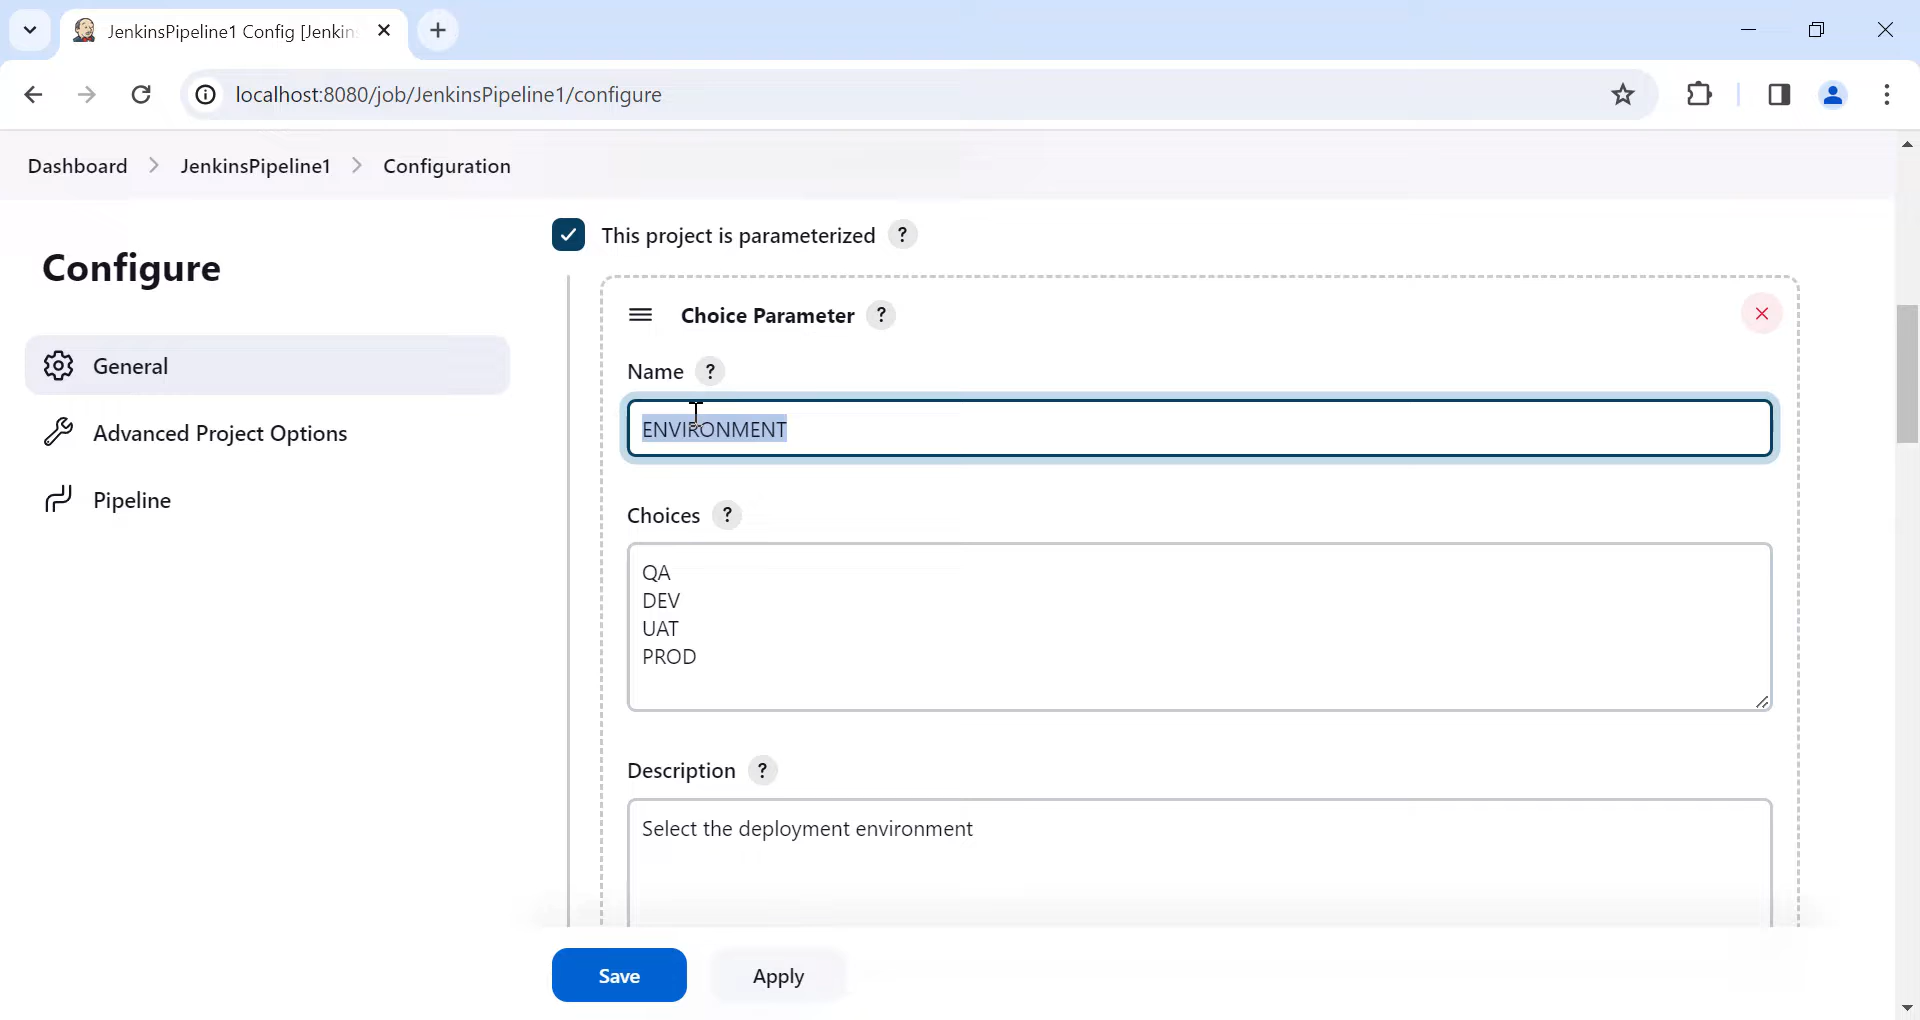 JenkinsPipeline1 Config [Jenkin
localhost:8080/job/JenkinsPipeline1/configure
Dashboard > JenkinsPipeline1 > Configuration
Configure
General
Advanced Project Options
Pipeline
This project is parameterized ?
Choice Parameter ?
Name ?
ENVIRONMENT
Choices ?
QA
DEV
UAT
PROD
Description ?
Select the deployment environment
Save Apply